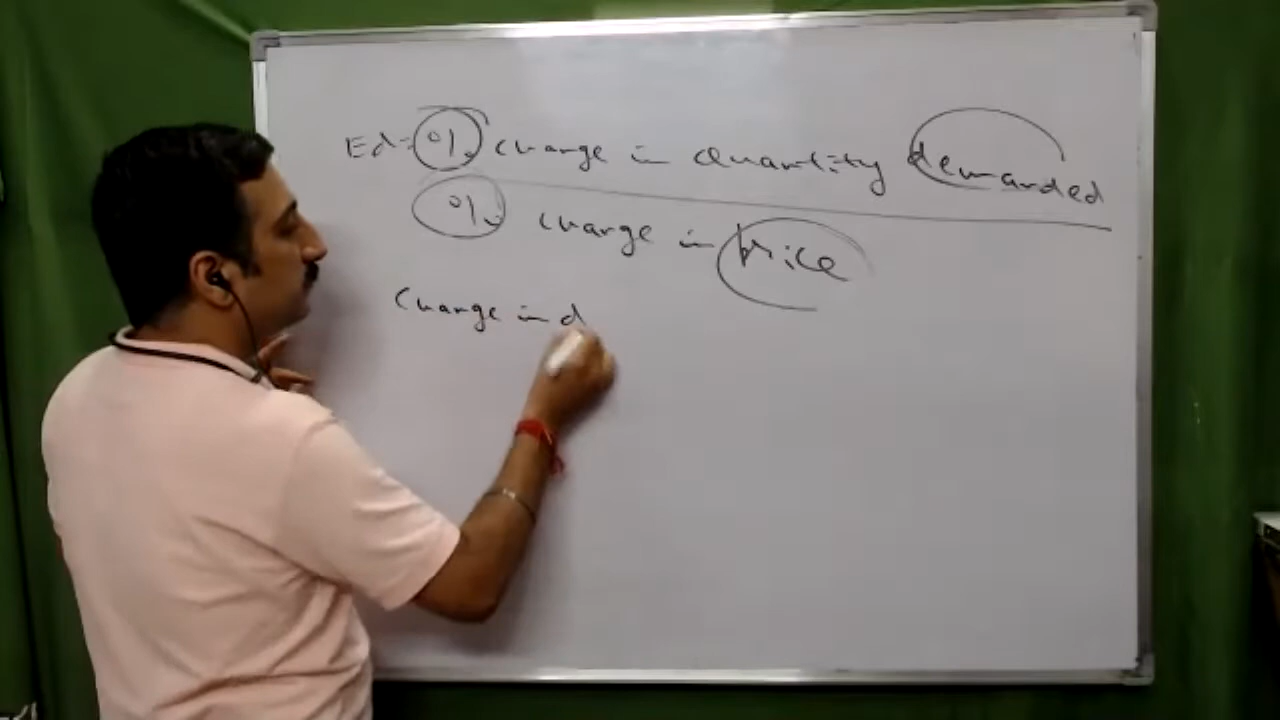 Ed = % change in Quantity demanded
% change in Price
Change in d